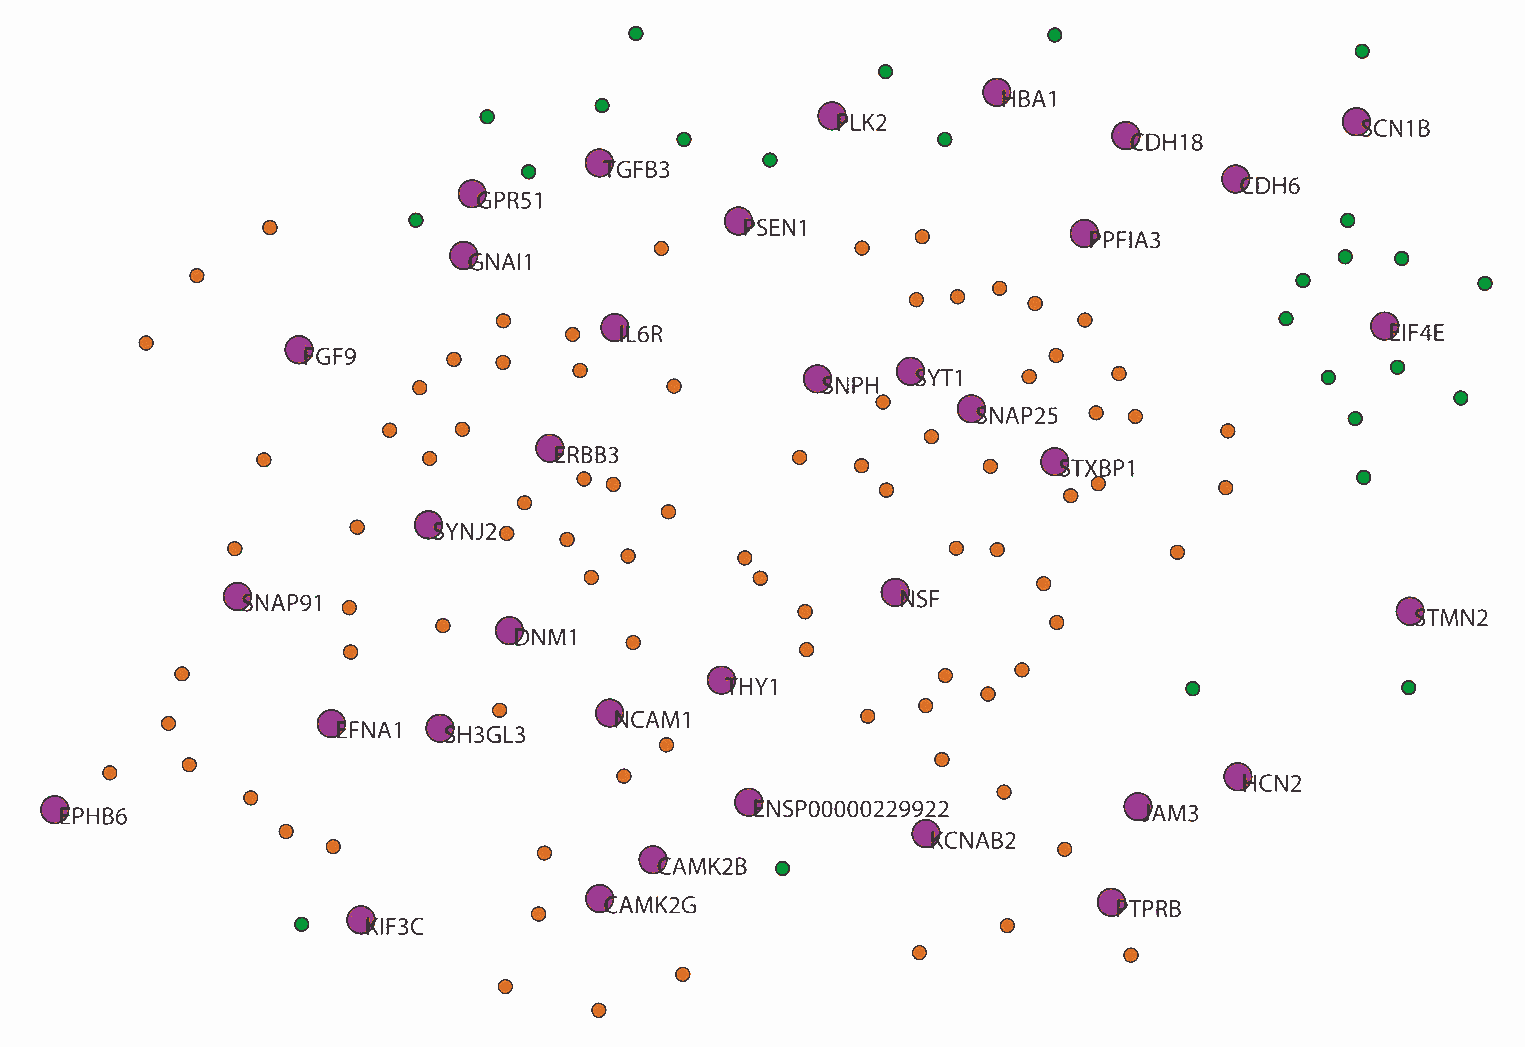 HBA1
PLK2
SCN1B
CDH18
TGFB3
CDH6
GPR51
PSEN1
PPFIA3
GNAI1
IL6R
EIF4E
FGF9
SYT1
SNPH
SNAP25
ERBB3
STXBP1
SYNJ2
NSF
SNAP91
STMN2
DNM1
THY1
NCAM1
EFNA1
SH3GL3
HCN2
ENSP00000229922
JAM3
EPHB6
KCNAB2
CAMK2B
CAMK2G
PTPRB
KIF3C